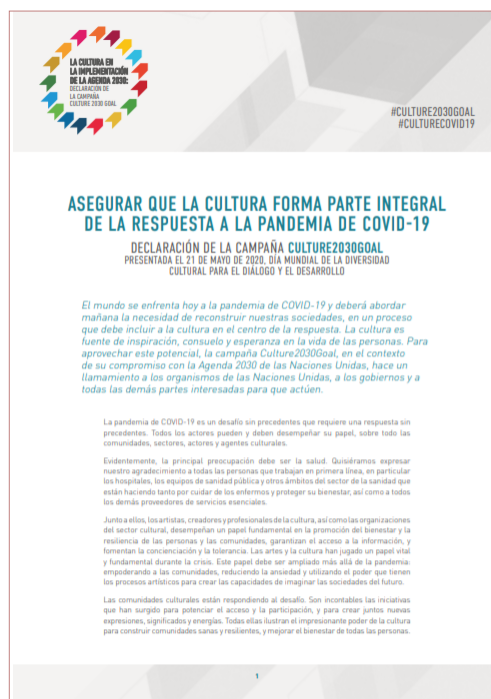 LA CULTURA EN
LA IMPLEMENTACIÓN
DE LA AGENDA 2030:
DECLARACIÓN DE
LA CAMPAÑA
CULTURE 2030 GOAL
#CULTURE2030GOAL
#CULTURECOVID19
ASEGURAR QUE LA CULTURA FORMA PARTE INTEGRAL
DE LA RESPUESTA A LA PANDEMIA DE COVID-19
DECLARACIÓN DE LA CAMPAÑA CULTURE2030GOAL
PRESENTADA EL 21 DE MAYO DE 2020, DÍA MUNDIAL DE LA DIVERSIDAD
CULTURAL PARA EL DIÁLOGO Y EL DESARROLLO
El mundo se enfrenta hoy a la pandemia de COVID-19 y deberá abordar
mañana la necesidad de reconstruir nuestras sociedades, en un proceso
que debe incluir a la cultura en el centro de la respuesta. La cultura es
fuente de inspiración, consuelo y esperanza en la vida de las personas. Para
aprovechar este potencial, la campaña Culture2030Goal, en el contexto
de su compromiso con la Agenda 2030 de las Naciones Unidas, hace un
llamamiento a los organismos de las Naciones Unidas, a los gobiernos y a
todas las demás partes interesadas para que actúen.
La pandemia de COVID-19 es un desafío sin precedentes que requiere una respuesta sin
precedentes. Todos los actores pueden y deben desempeñar su papel, sobre todo las
comunidades, sectores, actores y agentes culturales.
Evidentemente, la principal preocupación debe ser la salud. Quisiéramos expresar
nuestro agradecimiento a todas las personas que trabajan en primera línea, en particular
los hospitales, los equipos de sanidad pública y otros ámbitos del sector de la sanidad que
están haciendo tanto por cuidar de los enfermos y proteger su bienestar, así como a todos
los demás proveedores de servicios esenciales.
Junto a ellos, los artistas, creadores y profesionales de la cultura, así como las organizaciones
del sector cultural, desempeñan un papel fundamental en la promoción del bienestar y la
resiliencia de las personas y las comunidades, garantizan el acceso a la información, y
fomentan la concienciación y la tolerancia. Las artes y la cultura han jugado un papel vital
y fundamental durante la crisis. Este papel debe ser ampliado más allá de la pandemia:
empoderando a las comunidades, reduciendo la ansiedad y utilizando el poder que tienen
los procesos artísticos para crear las capacidades de imaginar las sociedades del futuro.
Las comunidades culturales están respondiendo al desafío. Son incontables las iniciativas
que han surgido para potenciar el acceso y la participación, y para crear juntos nuevas
expresiones, significados y energías. Todas ellas ilustran el impresionante poder de la cultura
para construir comunidades sanas y resilientes, y mejorar el bienestar de todas las personas.
1